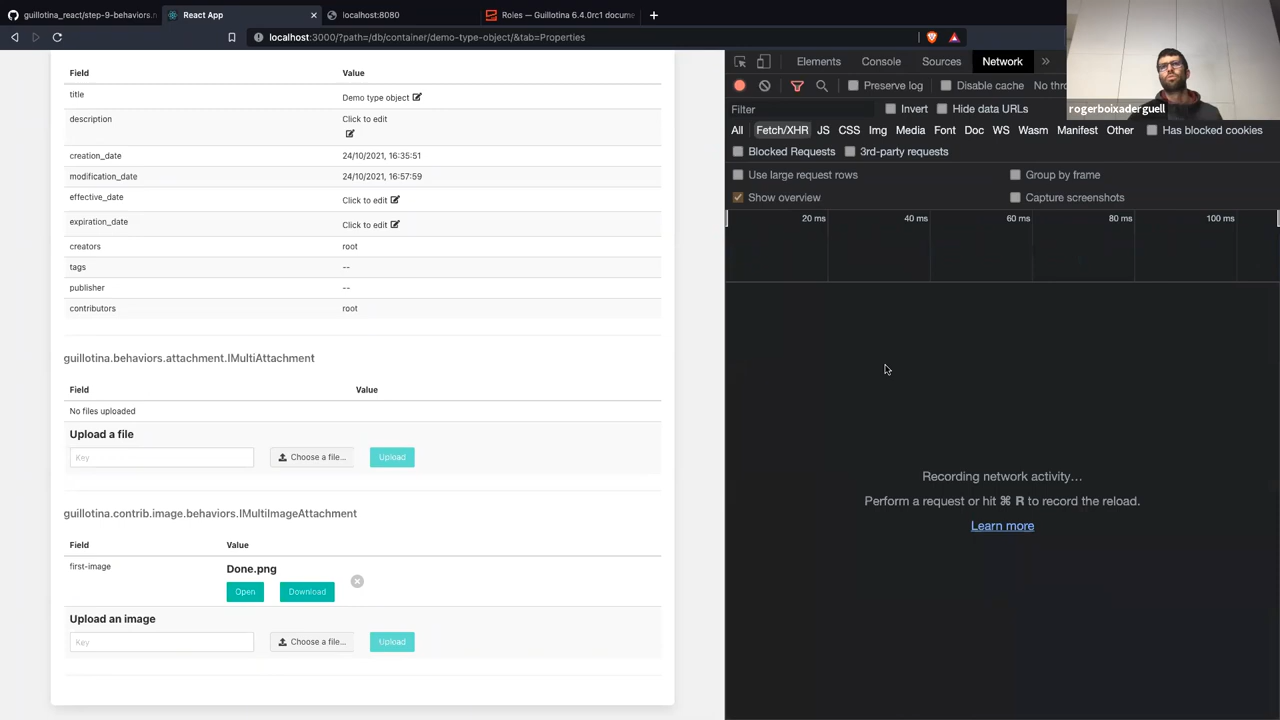 guillotina_react/step-9-behaviors.n
React App
localhost:8080
Roles — Guillotina 6.4.0rc1 docume
localhost:3000/?path=/db/container/demo-type-object/&tab=Properties
Field Value
title Demo type object
description Click to edit
creation_date 24/10/2021, 16:35:51
modification_date 24/10/2021, 16:57:59
effective_date Click to edit
expiration_date Click to edit
creators root
tags --
publisher --
contributors root
guillotina.behaviors.attachment.IMultiAttachment
Field Value
No files uploaded
Upload a file
Key Choose a file... Upload
guillotina.contrib.image.behaviors.IMultiImageAttachment
Field Value
first-image Done.png
Open Download
Upload an image
Key Choose a file... Upload
Elements Console Sources Network
Preserve log Disable cache No thro
Filter Invert Hide data URLs
All Fetch/XHR JS CSS Img Media Font Doc WS Wasm Manifest Other Has blocked cookies
Blocked Requests 3rd-party requests
Use large request rows Group by frame
Show overview Capture screenshots
20 ms 40 ms 60 ms 80 ms 100 ms
Recording network activity…
Perform a request or hit ⌘ R to record the reload.
Learn more
rogerboixaderguell